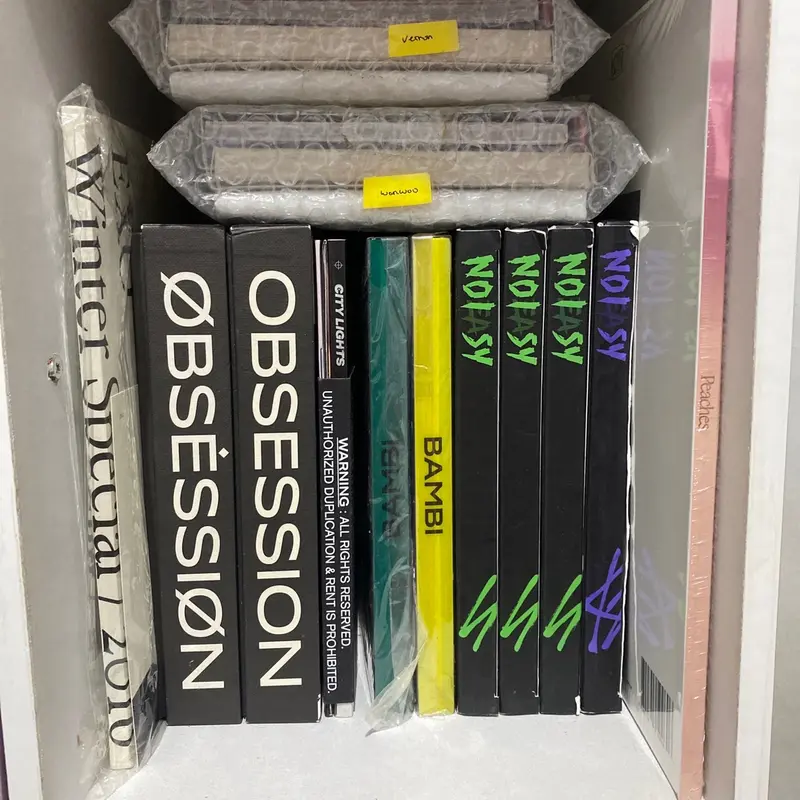 Vernon
wonwoo
Winter Special / 2016
ØBSĖSSIØN
OBSESSION
CITY LIGHTS
WARNING : ALL RIGHTS RESERVED.
UNAUTHORIZED DUPLICATION & RENT IS PROHIBITED.
BAMBI
BAMBI
NOEASY
NOEASY
NOEASY
NOEASY
Peaches